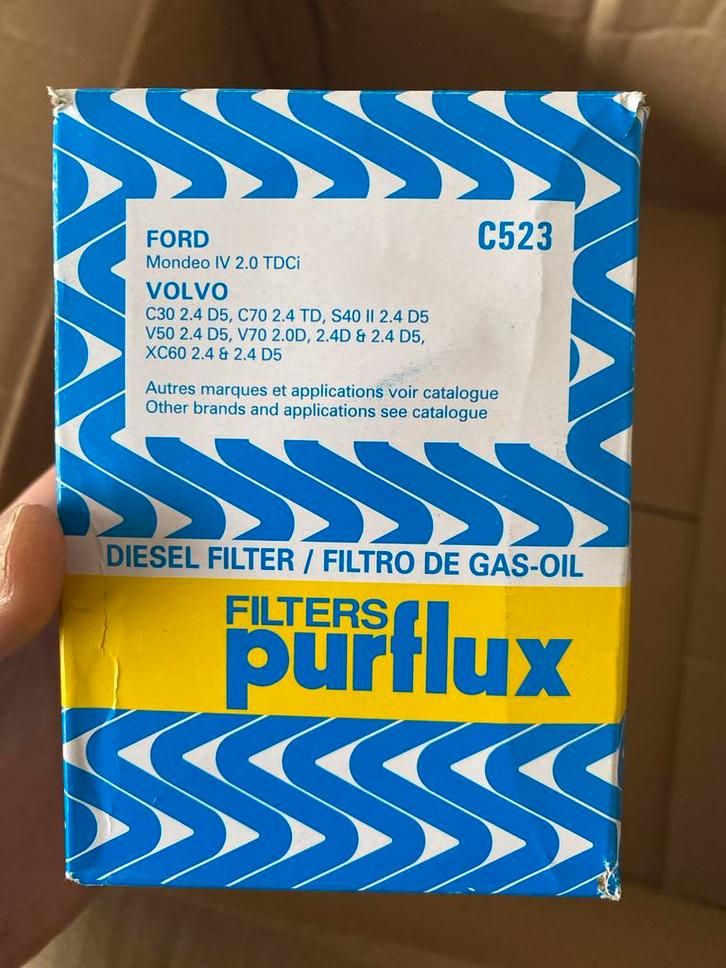 FORD
C523
Mondeo IV 2.0 TDCi
VOLVO
C30 2.4 D5, C70 2.4 TD, S40 II 2.4 D5
V50 2.4 D5, V70 2.0D, 2.4D & 2.4 D5,
XC60 2.4 & 2.4 D5
Autres marques et applications voir catalogue
Other brands and applications see catalogue
DIESEL FILTER / FILTRO DE GAS-OIL
FILTERS
purflux